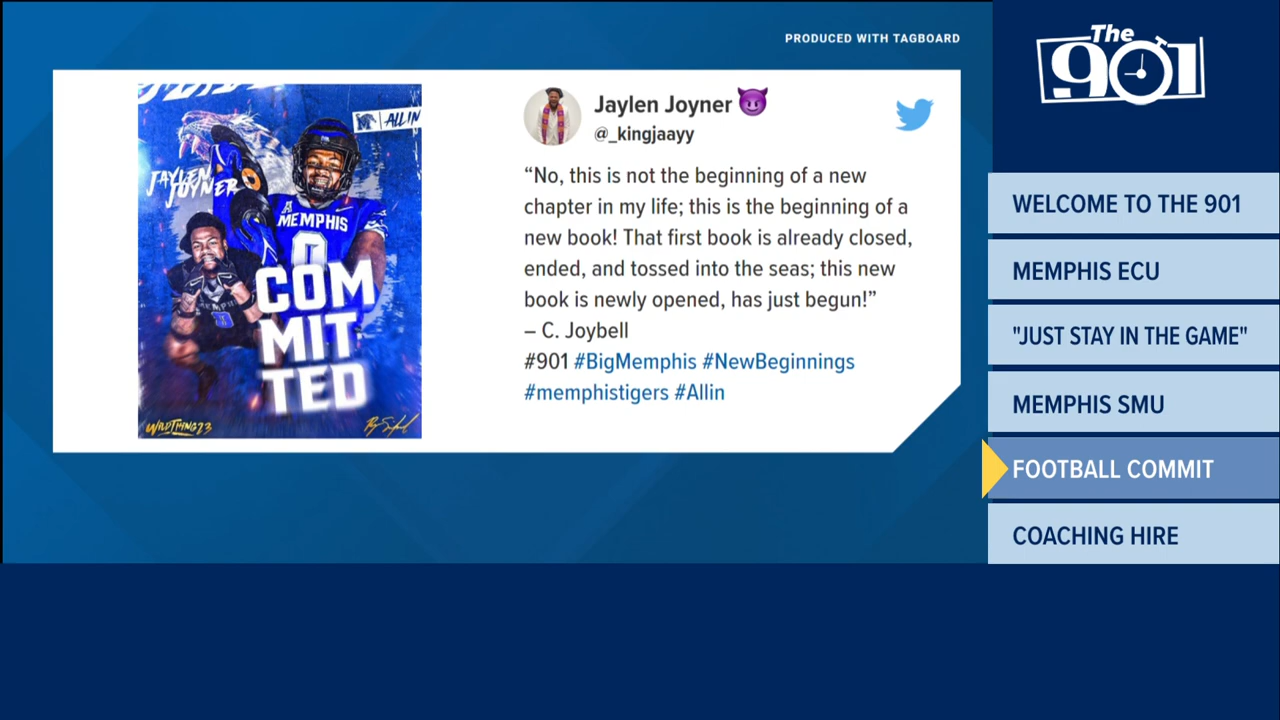 PRODUCED WITH TAGBOARD
ALL IN
JAYLEN
JOYNER
MEMPHIS
0
COM
MIT
TED
MEMPHIS
WILDTHING23
Jaylen Joyner 😈
@_kingjaayy
“No, this is not the beginning of a new
chapter in my life; this is the beginning of a
new book! That first book is already closed,
ended, and tossed into the seas; this new
book is newly opened, has just begun!”
– C. Joybell
#901 #BigMemphis #NewBeginnings
#memphistigers #Allin
The
901
WELCOME TO THE 901
MEMPHIS ECU
"JUST STAY IN THE GAME"
MEMPHIS SMU
FOOTBALL COMMIT
COACHING HIRE